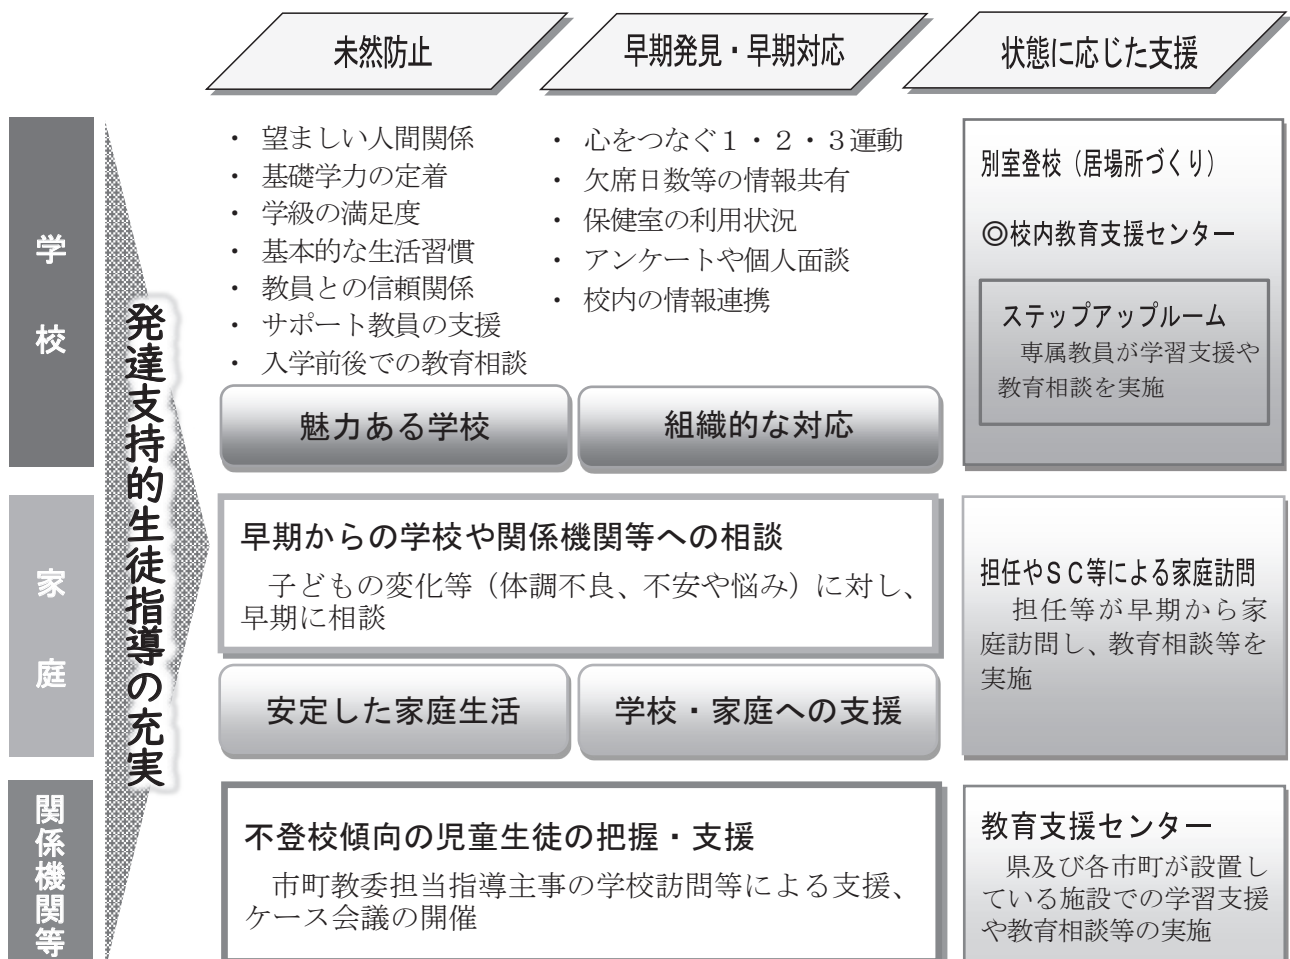 未然防止
早期発見・早期対応
状態に応じた支援
学校
発達支持的生徒指導の充実
・ 望ましい人間関係
・ 基礎学力の定着
・ 学級の満足度
・ 基本的な生活習慣
・ 教員との信頼関係
・ サポート教員の支援
・ 入学前後での教育相談
・ 心をつなぐ1・2・3運動
・ 欠席日数等の情報共有
・ 保健室の利用状況
・ アンケートや個人面談
・ 校内の情報連携
魅力ある学校
組織的な対応
別室登校(居場所づくり)
◎校内教育支援センター
ステップアップルーム
専属教員が学習支援や
教育相談を実施
家庭
早期からの学校や関係機関等への相談
子どもの変化等(体調不良、不安や悩み)に対し、
早期に相談
安定した家庭生活
学校・家庭への支援
担任やSC等による家庭訪問
担任等が早期から家
庭訪問し、教育相談等を
実施
関係機関等
不登校傾向の児童生徒の把握・支援
市町教委担当指導主事の学校訪問等による支援、
ケース会議の開催
教育支援センター
県及び各市町が設置し
ている施設での学習支援
や教育相談等の実施